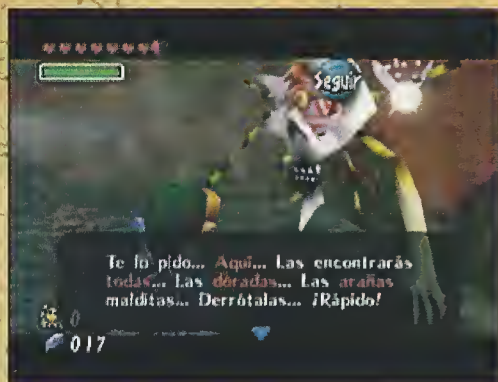 Seguir
Te lo pido... Aquí... Las encontrarás
todas... Las doradas... Las arañas
malditas... Derrótalas... ¡Rápido!
0
017